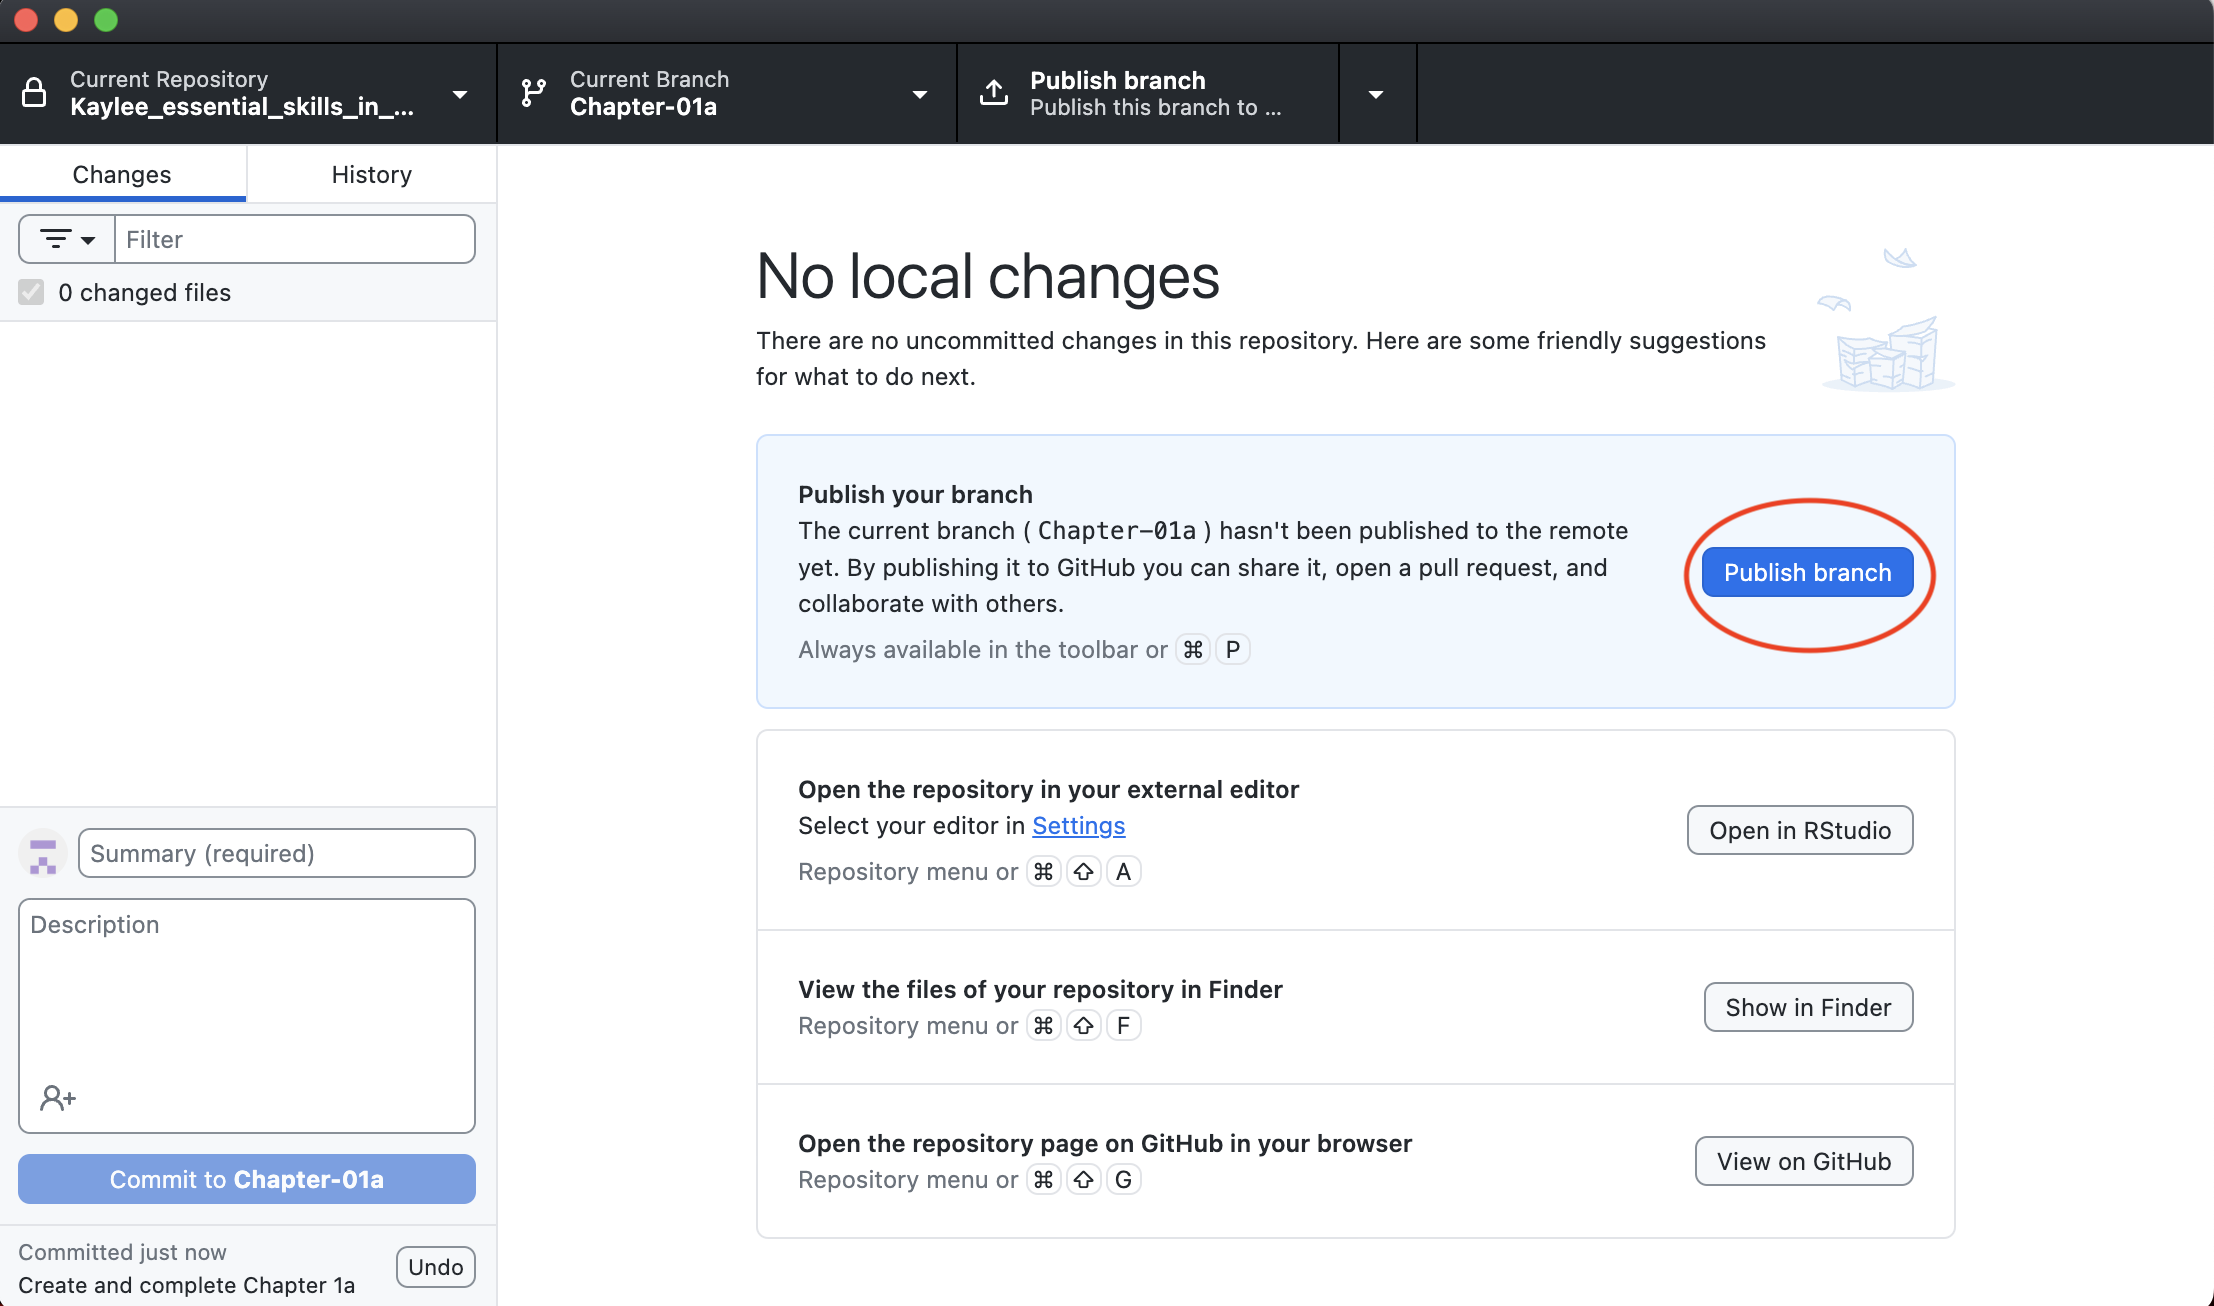 Current Repository
Kaylee_essential_skills_in_...
Current Branch
Chapter-01a
Publish branch
Publish this branch to ...
Changes
History
Filter
0 changed files
No local changes
There are no uncommitted changes in this repository. Here are some friendly suggestions
for what to do next.
Publish your branch
The current branch ( Chapter-01a ) hasn't been published to the remote
yet. By publishing it to GitHub you can share it, open a pull request, and
collaborate with others.
Always available in the toolbar or ⌘ P
Publish branch
Open the repository in your external editor
Select your editor in Settings
Repository menu or ⌘ ⇧ A
Open in RStudio
View the files of your repository in Finder
Repository menu or ⌘ ⇧ F
Show in Finder
Open the repository page on GitHub in your browser
Repository menu or ⌘ ⇧ G
View on GitHub
Summary (required)
Description
Commit to Chapter-01a
Committed just now
Create and complete Chapter 1a
Undo